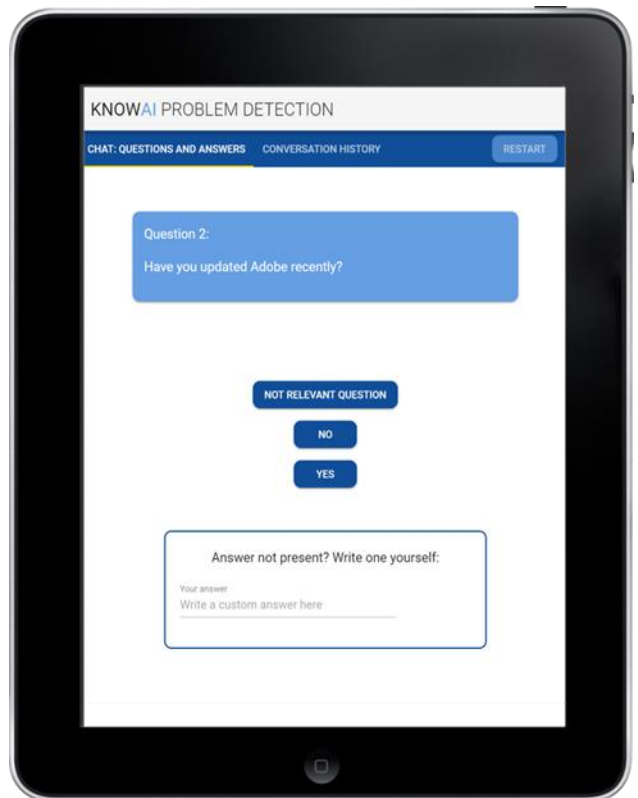 KNOWAI PROBLEM DETECTION
CHAT: QUESTIONS AND ANSWERS CONVERSATION HISTORY RESTART
Question 2:
Have you updated Adobe recently?
NOT RELEVANT QUESTION
NO
YES
Answer not present? Write one yourself:
Your answer
Write a custom answer here